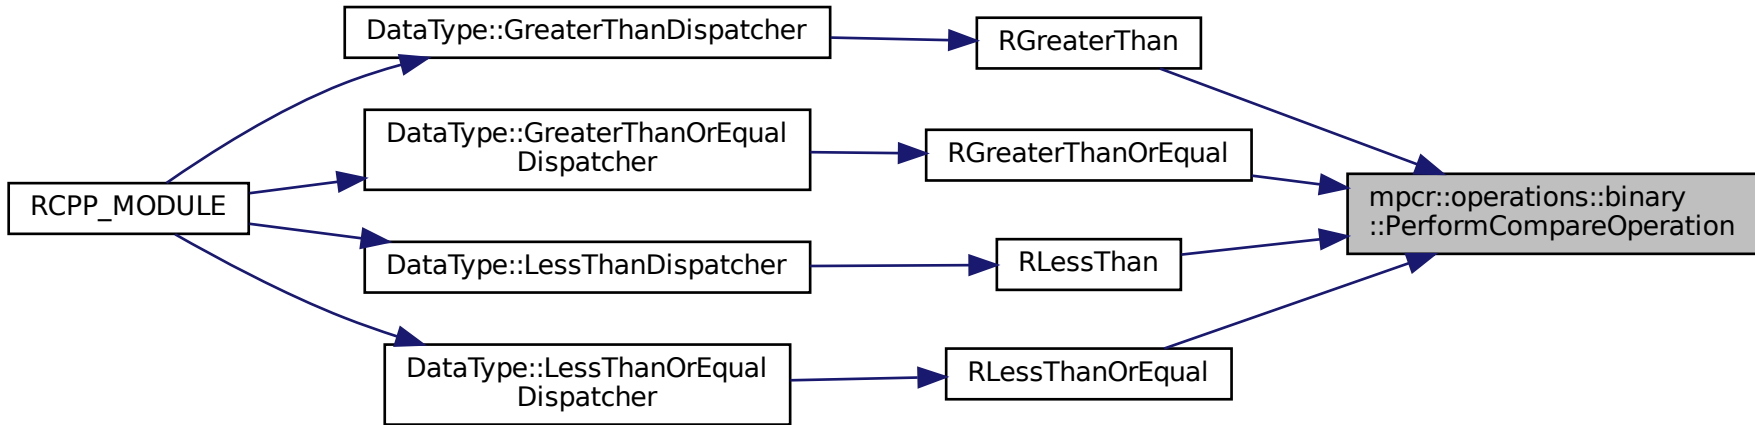 DataType::GreaterThanDispatcher
RGreaterThan
DataType::GreaterThanOrEqual
Dispatcher
RGreaterThanOrEqual
RCPP_MODULE
mpcr::operations::binary
::PerformCompareOperation
DataType::LessThanDispatcher
RLessThan
DataType::LessThanOrEqual
Dispatcher
RLessThanOrEqual